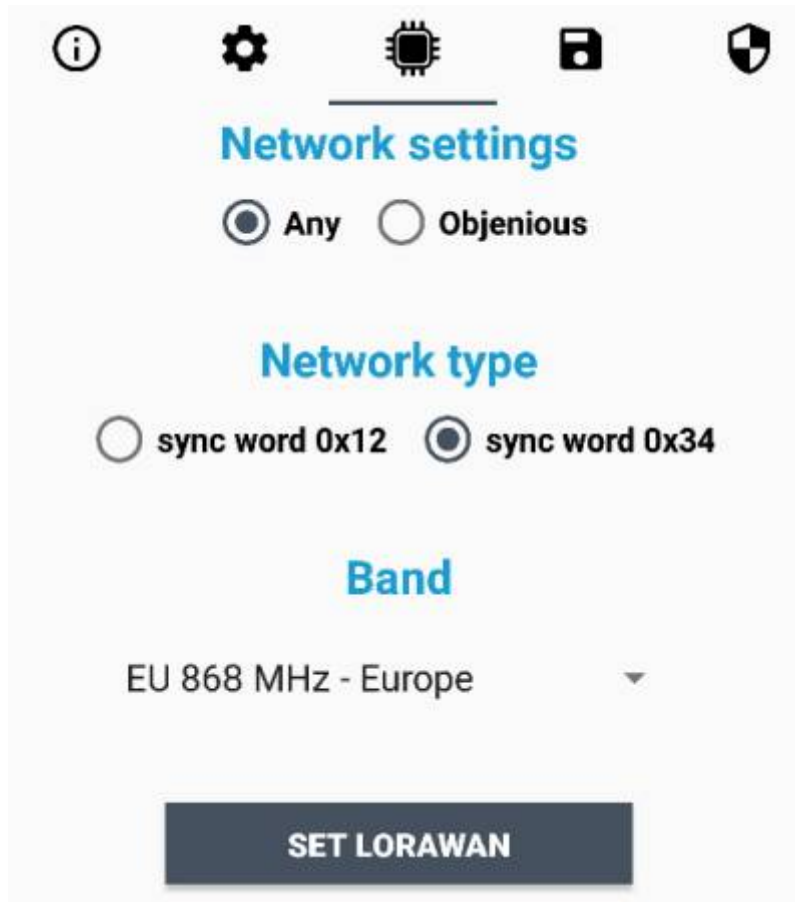 Network settings
Any Objenious
Network type
sync word 0x12 sync word 0x34
Band
EU 868 MHz - Europe
SET LORAWAN